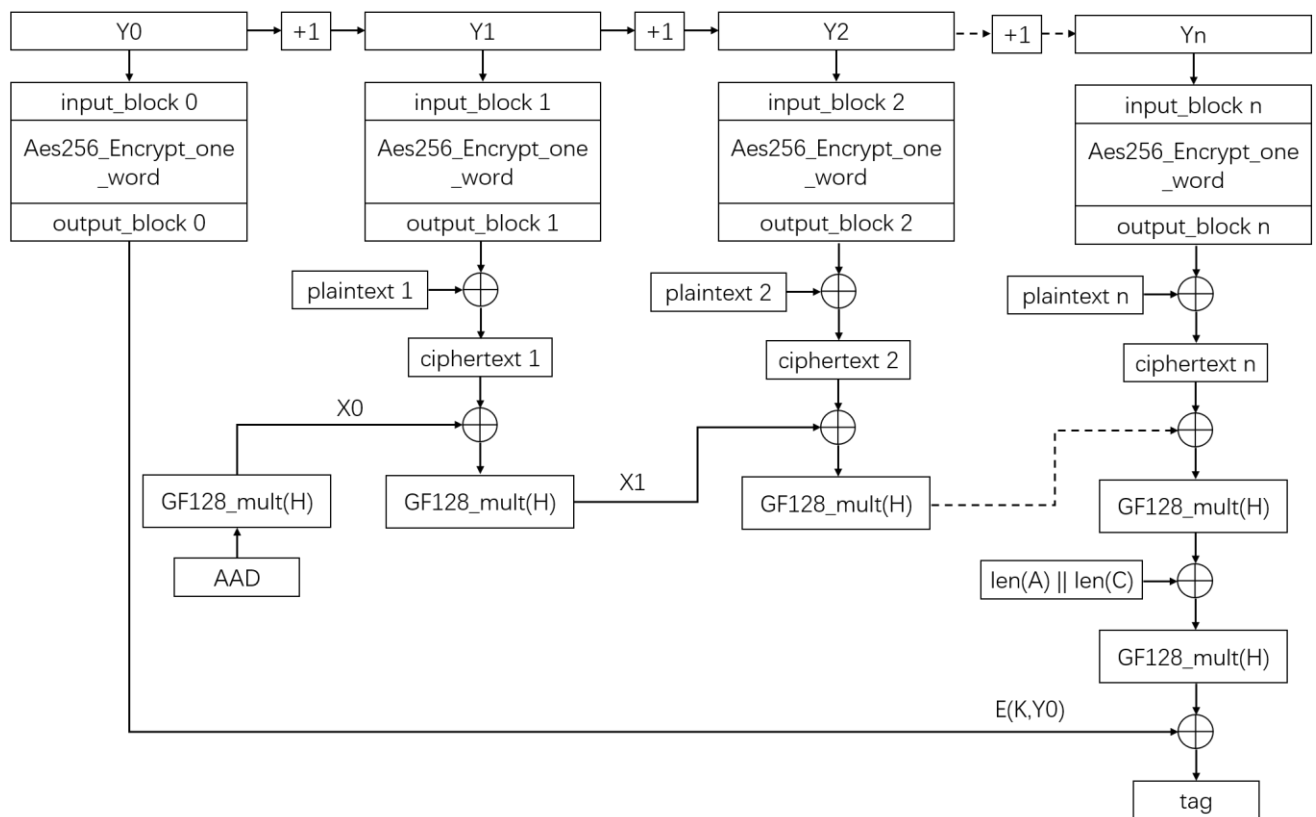 Y0
+1
Y1
+1
Y2
+1
Yn
input_block 0
input_block 1
input_block 2
input_block n
Aes256_Encrypt_one
_word
Aes256_Encrypt_one
_word
Aes256_Encrypt_one
_word
Aes256_Encrypt_one
_word
output_block 0
output_block 1
output_block 2
output_block n
plaintext 1
plaintext 2
plaintext n
ciphertext 1
ciphertext 2
ciphertext n
X0
GF128_mult(H)
GF128_mult(H)
X1
GF128_mult(H)
GF128_mult(H)
AAD
len(A) || len(C)
GF128_mult(H)
E(K,Y0)
tag